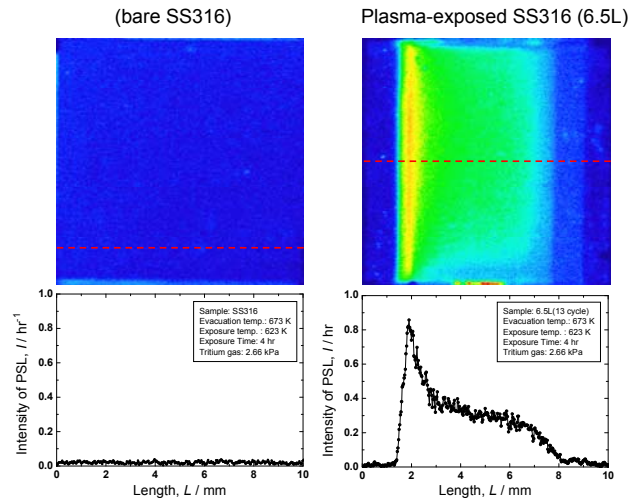 (bare SS316)
Plasma-exposed SS316 (6.5L)
1.0
0.8
0.6
0.4
0.2
0.0
Intensity of PSL, I / hr⁻¹
Sample: SS316
Evacuation temp.: 673 K
Exposure temp. : 623 K
Exposure Time: 4 hr
Tritium gas: 2.66 kPa
0 2 4 6 8 10
Length, L / mm
1.0
0.8
0.6
0.4
0.2
0.0
Intensity of PSL, I / hr
Sample: 6.5L(13 cycle)
Evacuation temp.: 673 K
Exposure temp. : 623 K
Exposure Time: 4 hr
Tritium gas: 2.66 kPa
0 2 4 6 8 10
Length, L / mm